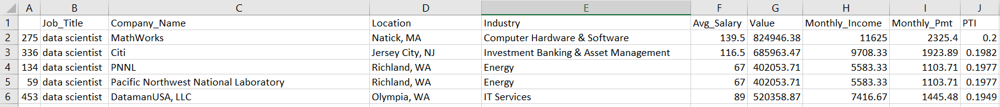 A B C D E F G H I J
1 Job_Title Company_Name Location Industry Avg_Salary Value Monthly_Income Monthly_Pmt PTI
2 275 data scientist MathWorks Natick, MA Computer Hardware & Software 139.5 824946.38 11625 2325.4 0.2
3 336 data scientist Citi Jersey City, NJ Investment Banking & Asset Management 116.5 685963.47 9708.33 1923.89 0.1982
4 134 data scientist PNNL Richland, WA Energy 67 402053.71 5583.33 1103.71 0.1977
5 59 data scientist Pacific Northwest National Laboratory Richland, WA Energy 67 402053.71 5583.33 1103.71 0.1977
6 453 data scientist DatamanUSA, LLC Olympia, WA IT Services 89 520358.87 7416.67 1445.48 0.1949